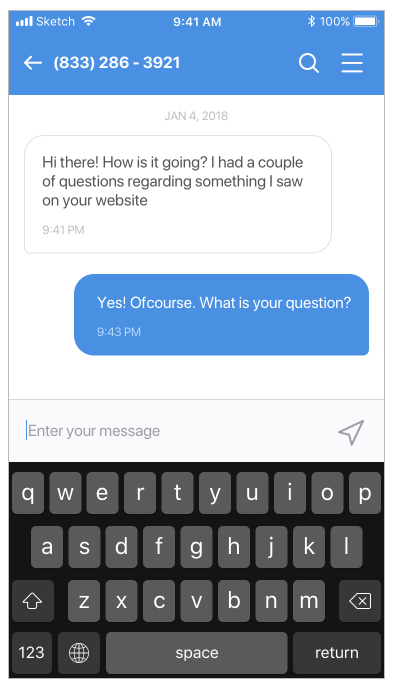 Sketch 9:41 AM 100%
(833) 286 - 3921
JAN 4, 2018
Hi there! How is it going? I had a couple
of questions regarding something I saw
on your website
9:41 PM
Yes! Ofcourse. What is your question?
9:43 PM
Enter your message
q w e r t y u i o p
a s d f g h j k l
z x c v b n m
123 space return